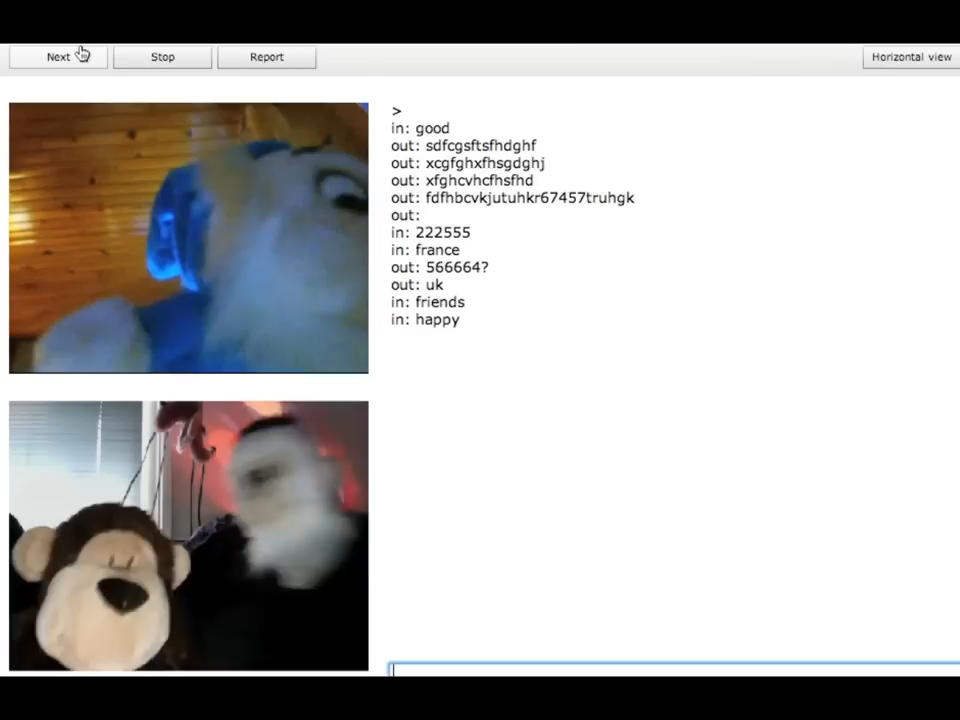 Next Stop Report Horizontal view
>
in: good
out: sdfcgsftsfhdghf
out: xcgfghxfhsgdghj
out: xfghcvhcfhsfhd
out: fdfhbcvkjutuhkr67457truhgk
out:
in: 222555
in: france
out: 566664?
out: uk
in: friends
in: happy